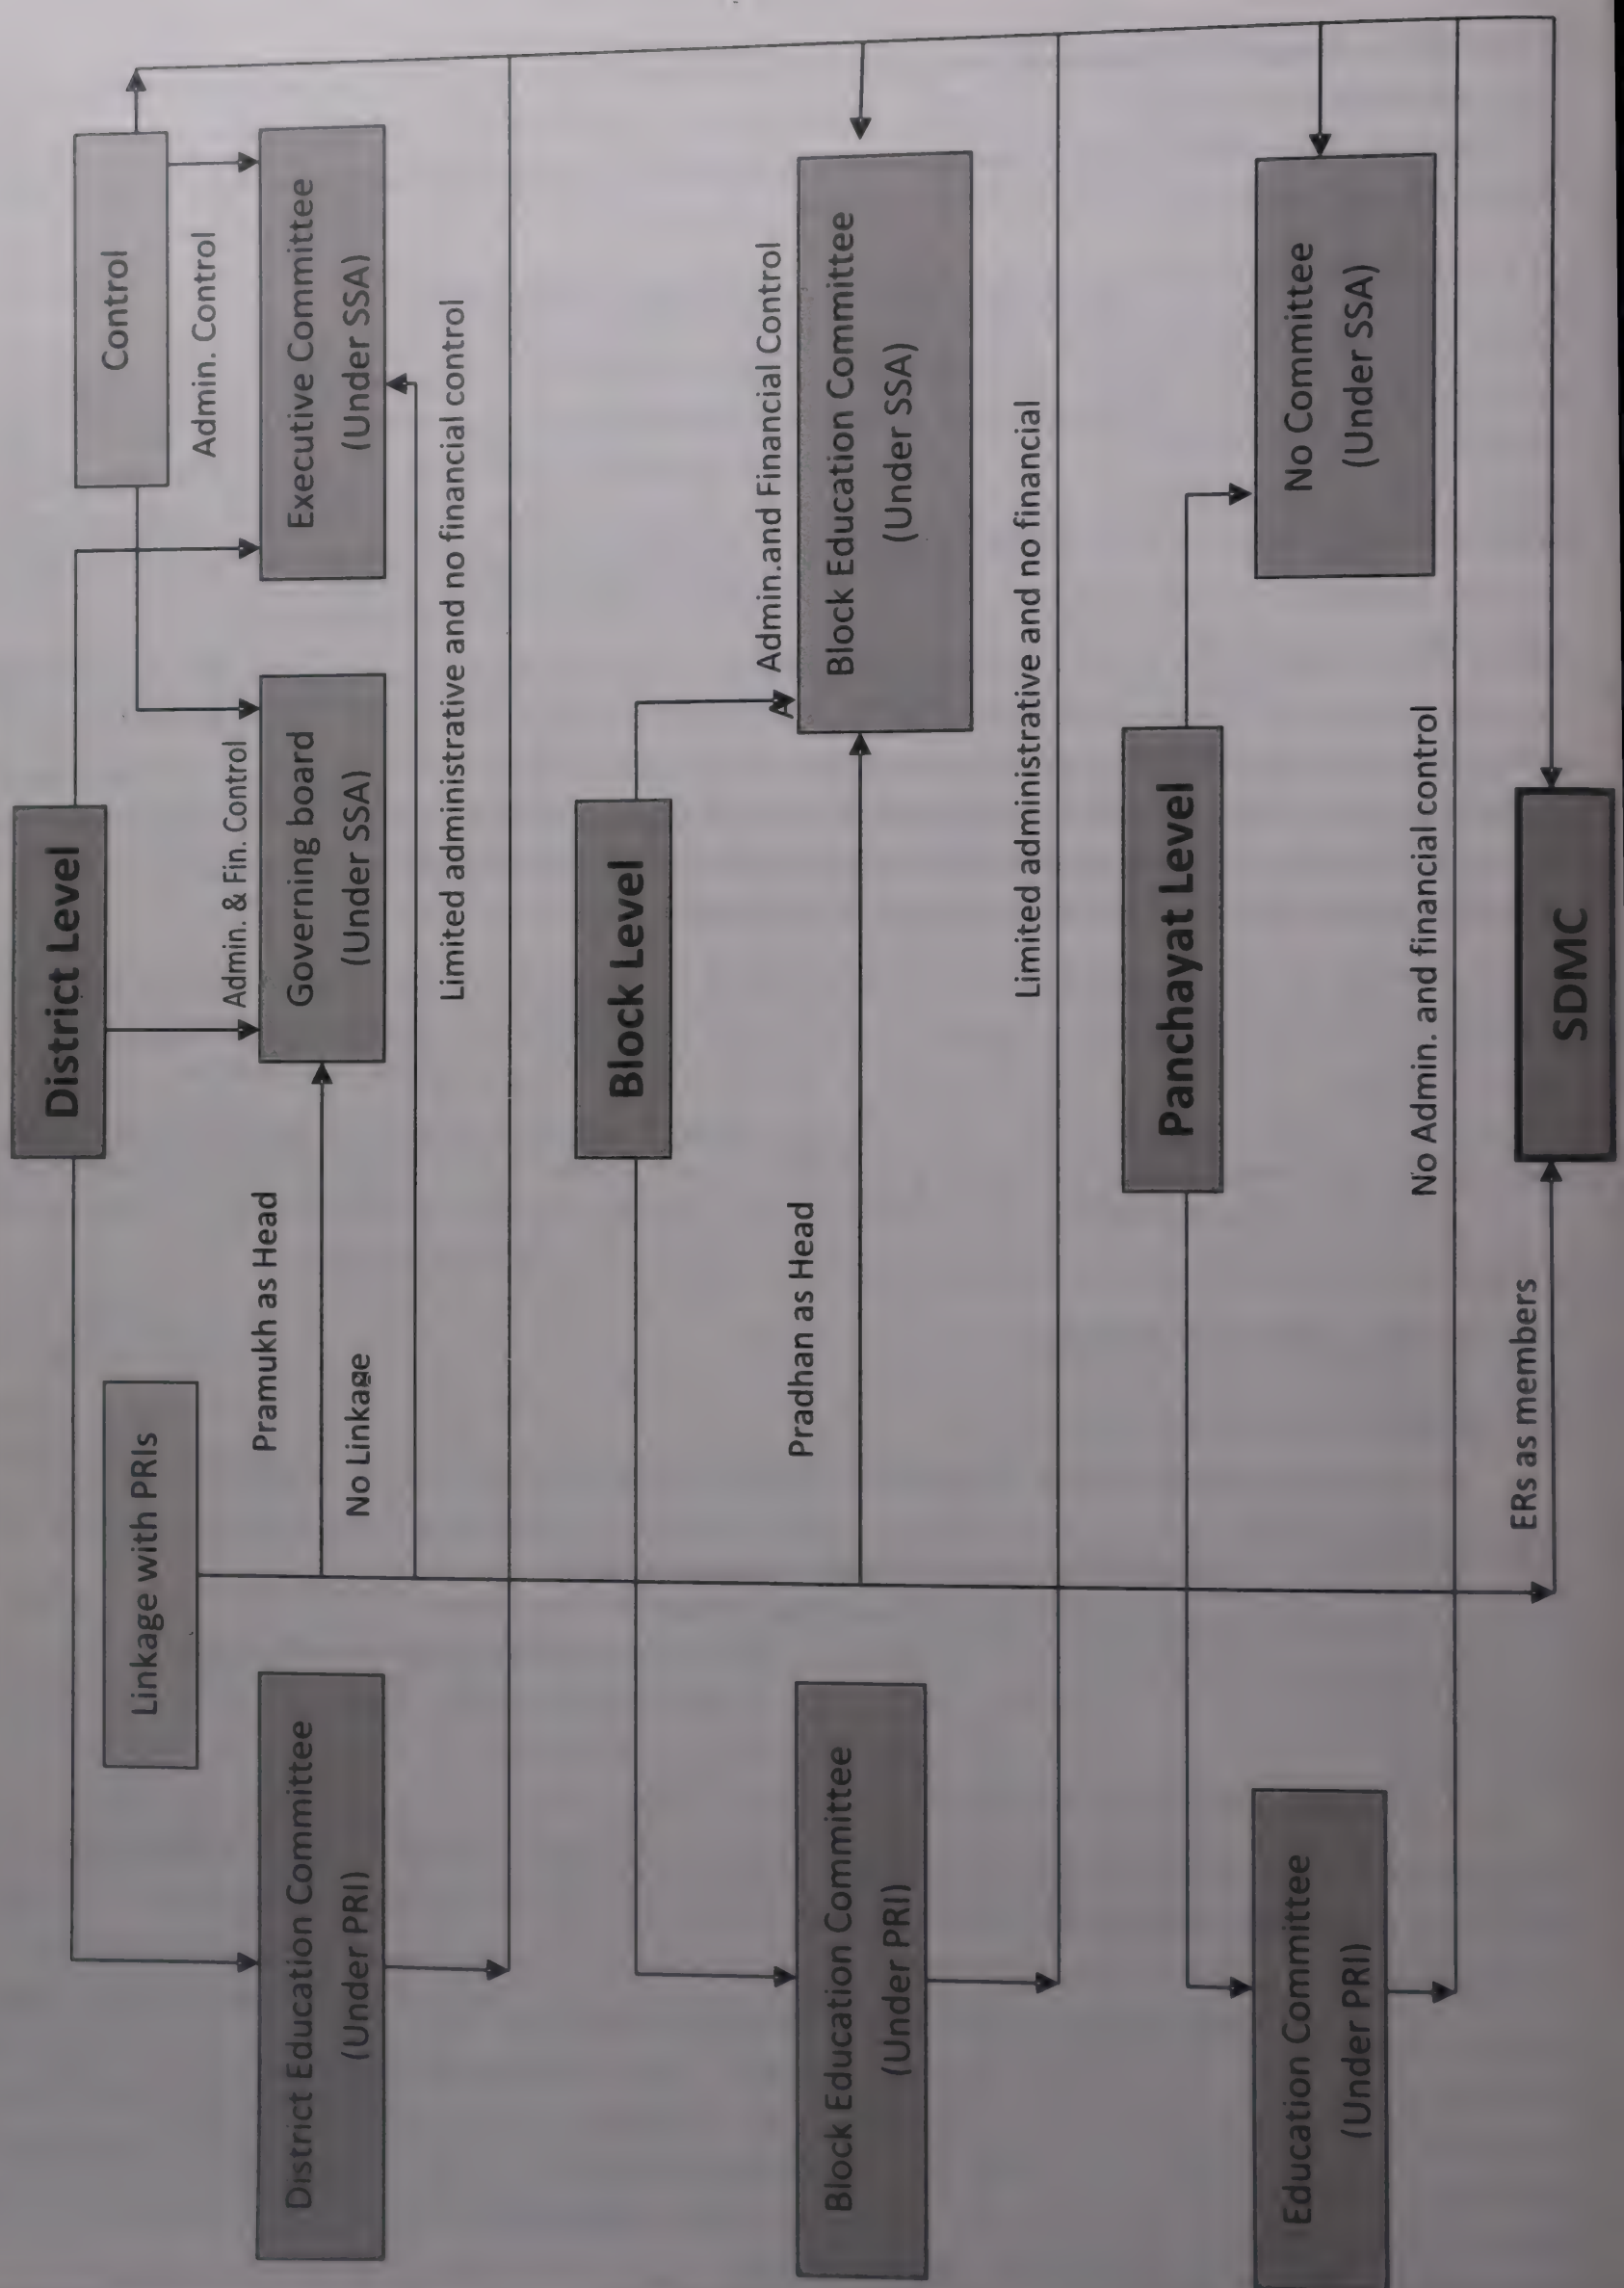 District Level
Linkage with PRIs
Control
Admin. Control
Admin. & Fin. Control
Pramukh as Head
No Linkage
District Education Committee
(Under PRI)
Governing board
(Under SSA)
Executive Committee
(Under SSA)
Limited administrative and no financial control
Block Level
Admin.and Financial Control
Pradhan as Head
Block Education Committee
(Under PRI)
Block Education Committee
(Under SSA)
Limited administrative and no financial
Panchayat Level
Education Committee
(Under PRI)
No Committee
(Under SSA)
No Admin. and financial control
ERs as members
SDMC